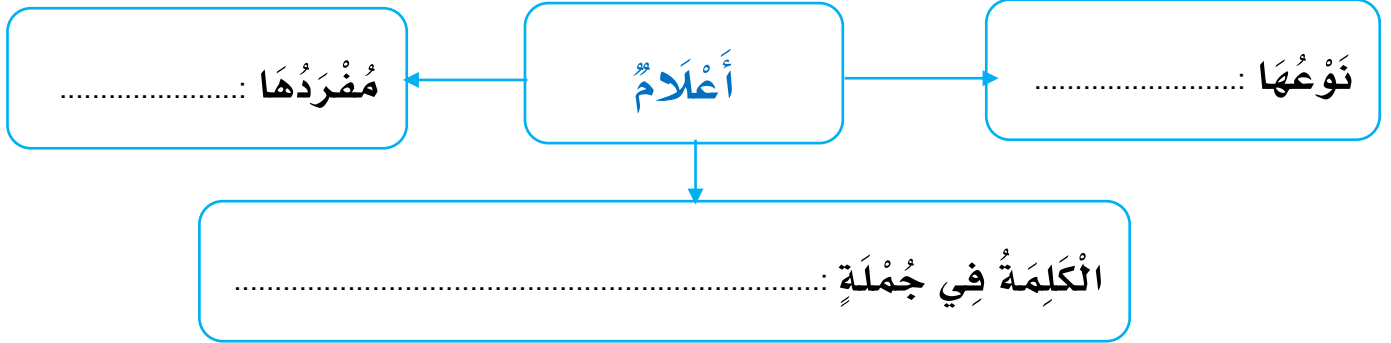 نَوْعُهَا :.........................
أَعْلَامٌ
مُفْرَدُهَا :......................
الْكَلِمَةُ فِي جُمْلَةٍ :.............................................................